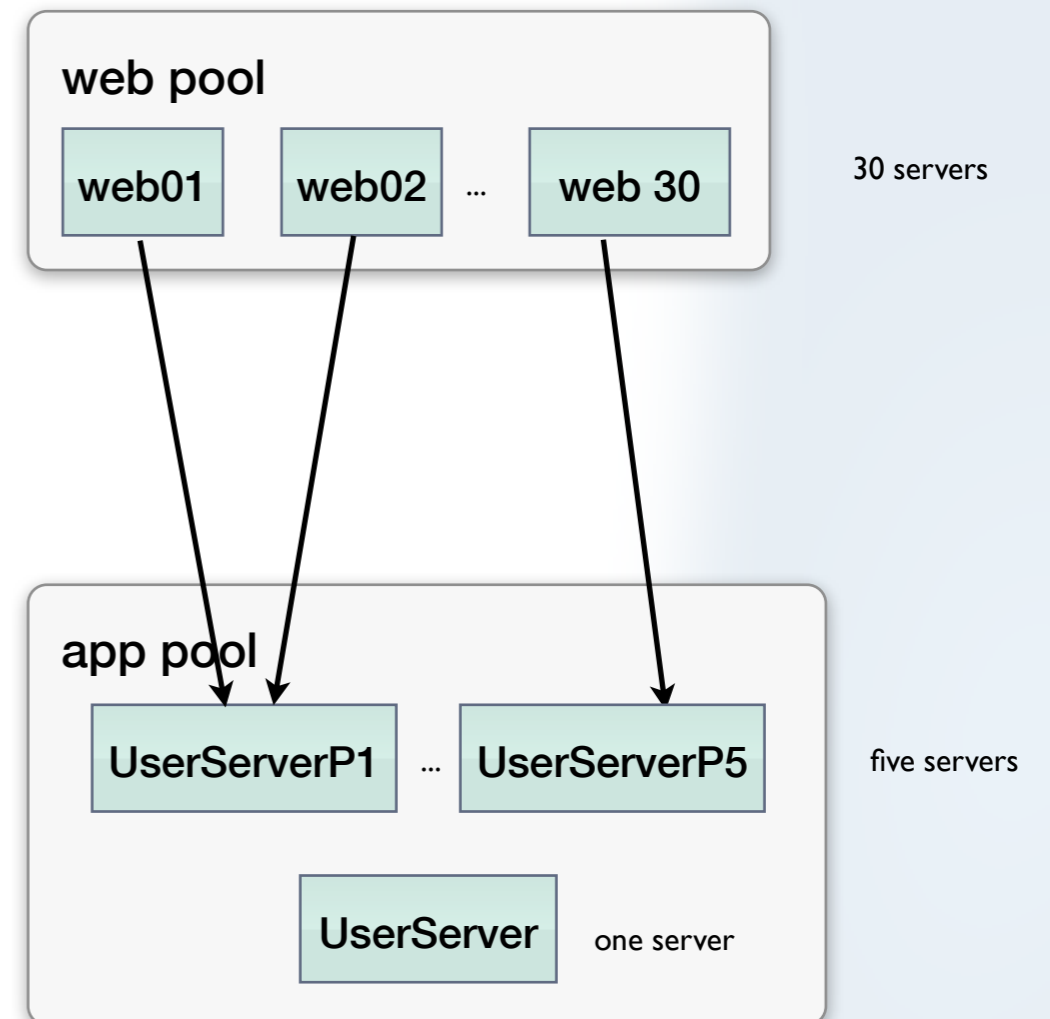 web pool
web01 web02 ... web 30
30 servers
app pool
UserServerP1 ... UserServerP5
five servers
UserServer
one server